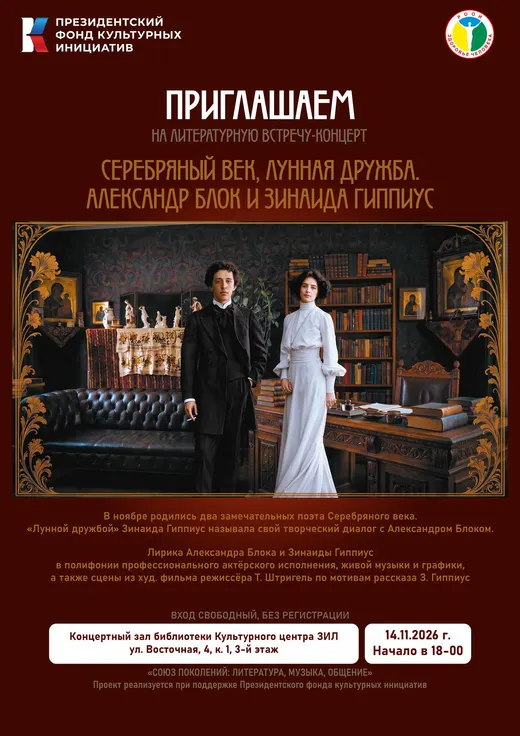 ПРЕЗИДЕНТСКИЙ
ФОНД КУЛЬТУРНЫХ
ИНИЦИАТИВ
РООИ
ЗДОРОВЬЕ ЧЕЛОВЕКА
ПРИГЛАШАЕМ
НА ЛИТЕРАТУРНУЮ ВСТРЕЧУ-КОНЦЕРТ
СЕРЕБРЯНЫЙ ВЕК, ЛУННАЯ ДРУЖБА.
АЛЕКСАНДР БЛОК И ЗИНАИДА ГИППИУС
В ноябре родились два замечательных поэта Серебряного века.
«Лунной дружбой» Зинаида Гиппиус называла свой творческий диалог с Александром Блоком.
Лирика Александра Блока и Зинаиды Гиппиус
в полифонии профессионального актёрского исполнения, живой музыки и графики,
а также сцены из худ. фильма режиссёра Т. Штригель по мотивам рассказа З. Гиппиус
ВХОД СВОБОДНЫЙ, БЕЗ РЕГИСТРАЦИИ
Концертный зал библиотеки Культурного центра ЗИЛ
ул. Восточная, 4, к. 1, 3-й этаж
14.11.2026 г.
Начало в 18-00
«СОЮЗ ПОКОЛЕНИЙ: ЛИТЕРАТУРА, МУЗЫКА, ОБЩЕНИЕ»
Проект реализуется при поддержке Президентского фонда культурных инициатив